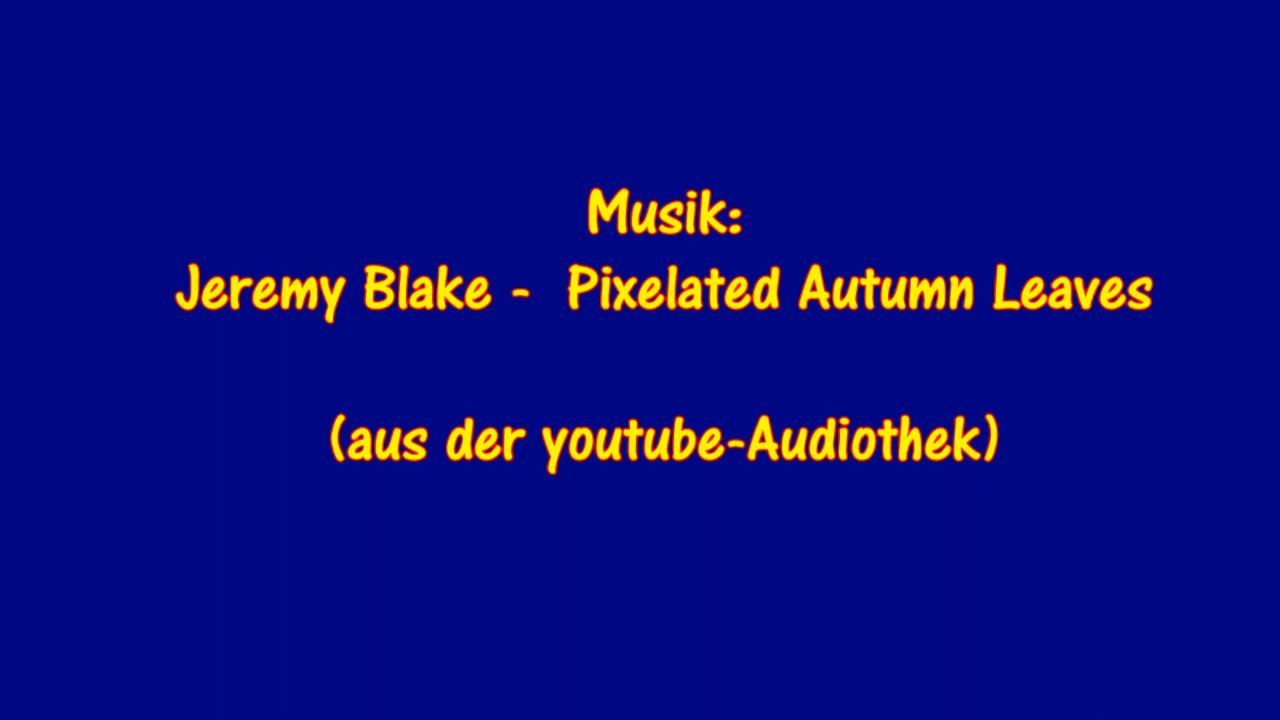 Musik:
Jeremy Blake -  Pixelated Autumn Leaves
(aus der youtube-Audiothek)